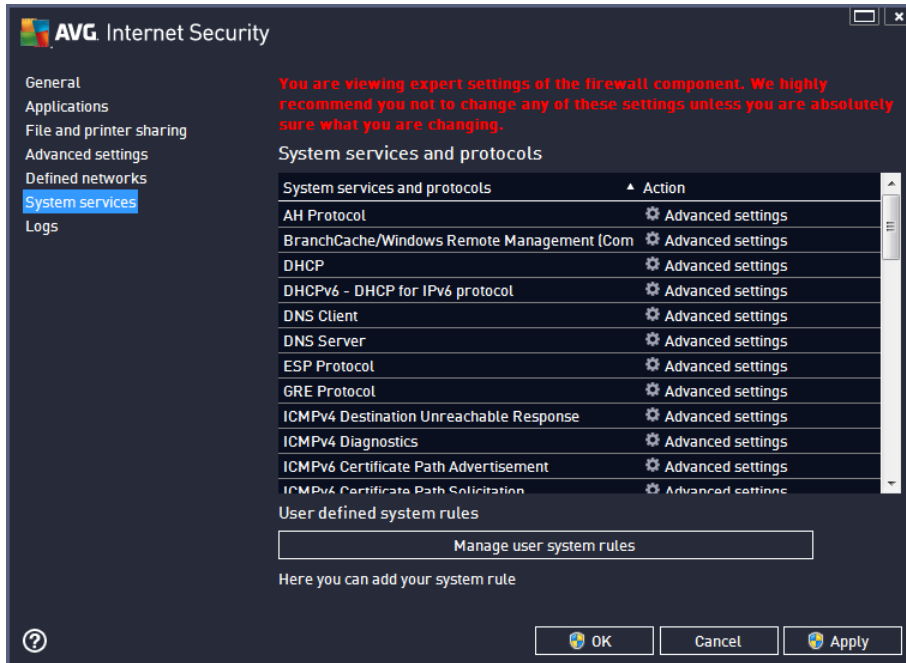 AVG. Internet Security
General
Applications
File and printer sharing
Advanced settings
Defined networks
System services
Logs
You are viewing expert settings of the firewall component. We highly
recommend you not to change any of these settings unless you are absolutely
sure what you are changing.
System services and protocols
System services and protocols Action
AH Protocol Advanced settings
BranchCache/Windows Remote Management (Com Advanced settings
DHCP Advanced settings
DHCPv6 - DHCP for IPv6 protocol Advanced settings
DNS Client Advanced settings
DNS Server Advanced settings
ESP Protocol Advanced settings
GRE Protocol Advanced settings
ICMPv4 Destination Unreachable Response Advanced settings
ICMPv4 Diagnostics Advanced settings
ICMPv6 Certificate Path Advertisement Advanced settings
ICMPv6 Certificate Path Solicitation Advanced settings
User defined system rules
Manage user system rules
Here you can add your system rule
? OK Cancel Apply